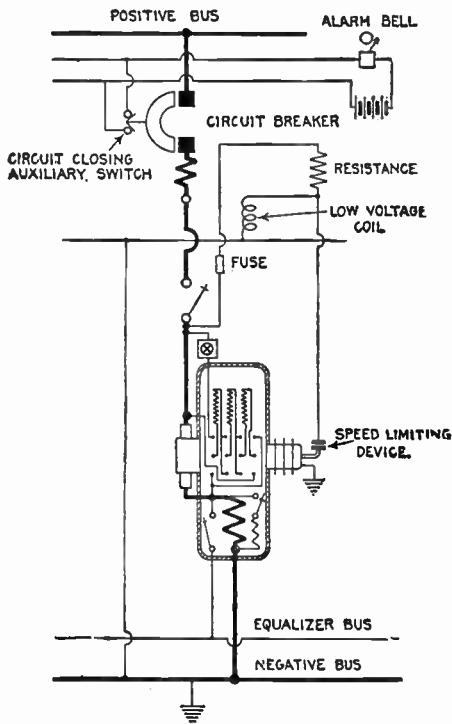 POSITIVE BUS
ALARM BELL
CIRCUIT BREAKER
CIRCUIT CLOSING
AUXILIARY, SWITCH
RESISTANCE
LOW VOLTAGE
COIL
FUSE
SPEED LIMITING
DEVICE.
EQUALIZER BUS
NEGATIVE BUS